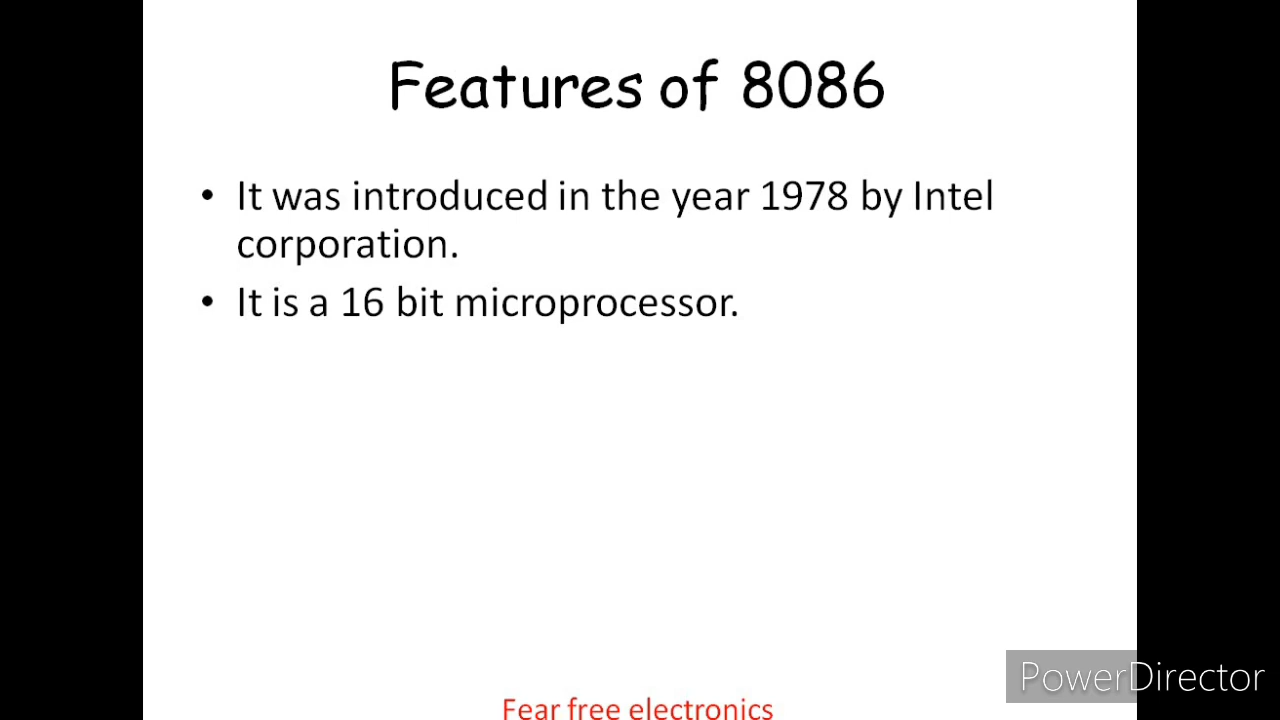 Features of 8086
• It was introduced in the year 1978 by Intel
corporation.
• It is a 16 bit microprocessor.
PowerDirector
Fear free electronics